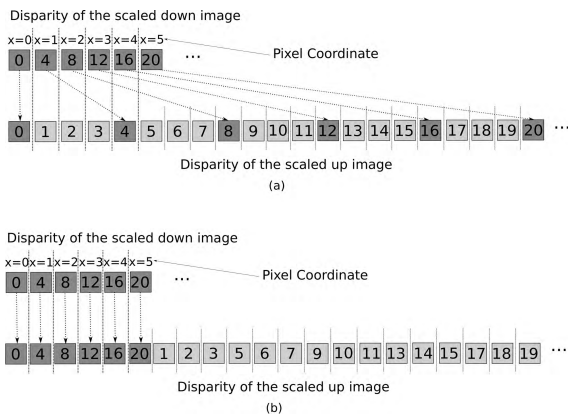 Disparity of the scaled down image
x=0 x=1 x=2 x=3 x=4 x=5
Pixel Coordinate
0 4 8 12 16 20 ...
0 1 2 3 4 5 6 7 8 9 10 11 12 13 14 15 16 17 18 19 20 ...
Disparity of the scaled up image
(a)
Disparity of the scaled down image
x=0 x=1 x=2 x=3 x=4 x=5
Pixel Coordinate
0 4 8 12 16 20 ...
0 4 8 12 16 20 1 2 3 5 6 7 9 10 11 13 14 15 17 18 19 ...
Disparity of the scaled up image
(b)